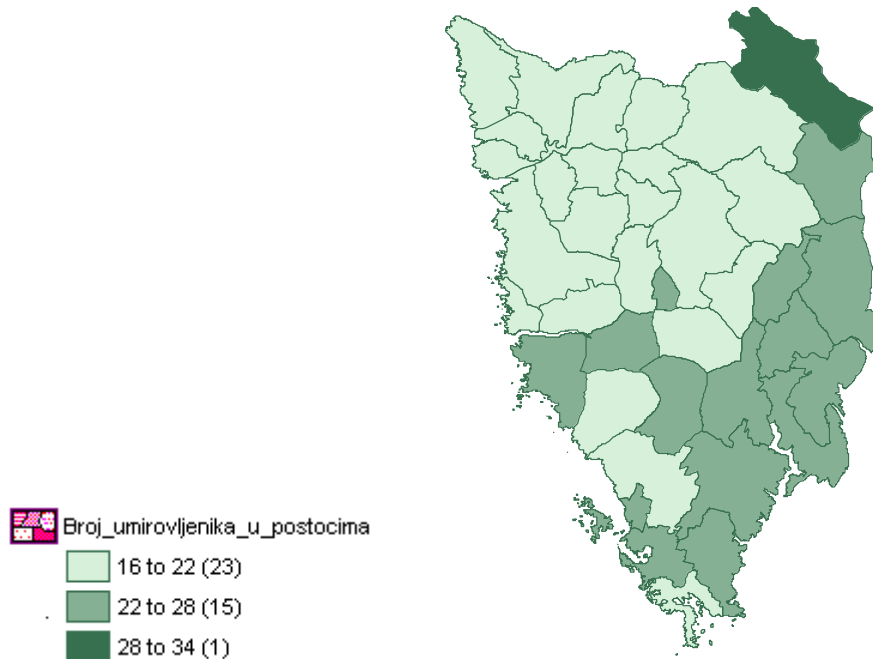 Broj_umirovljenika_u_postocima
16 to 22 (23)
22 to 28 (15)
28 to 34 (1)